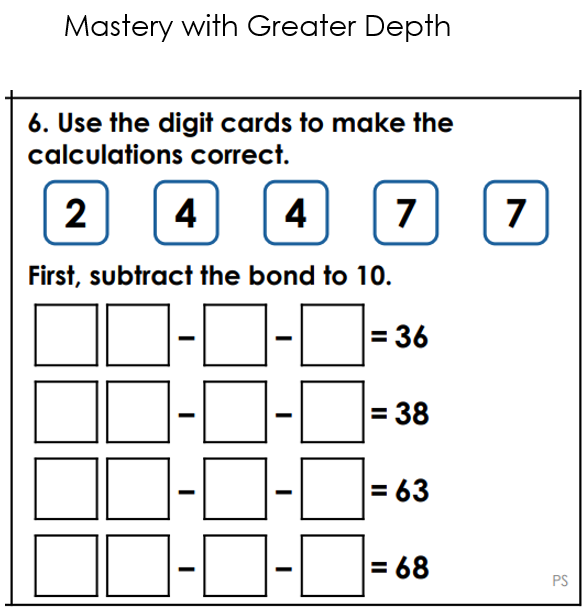 Mastery with Greater Depth
6. Use the digit cards to make the
calculations correct.
2 4 4 7 7
First, subtract the bond to 10.
– – = 36
– – = 38
– – = 63
– – = 68
PS